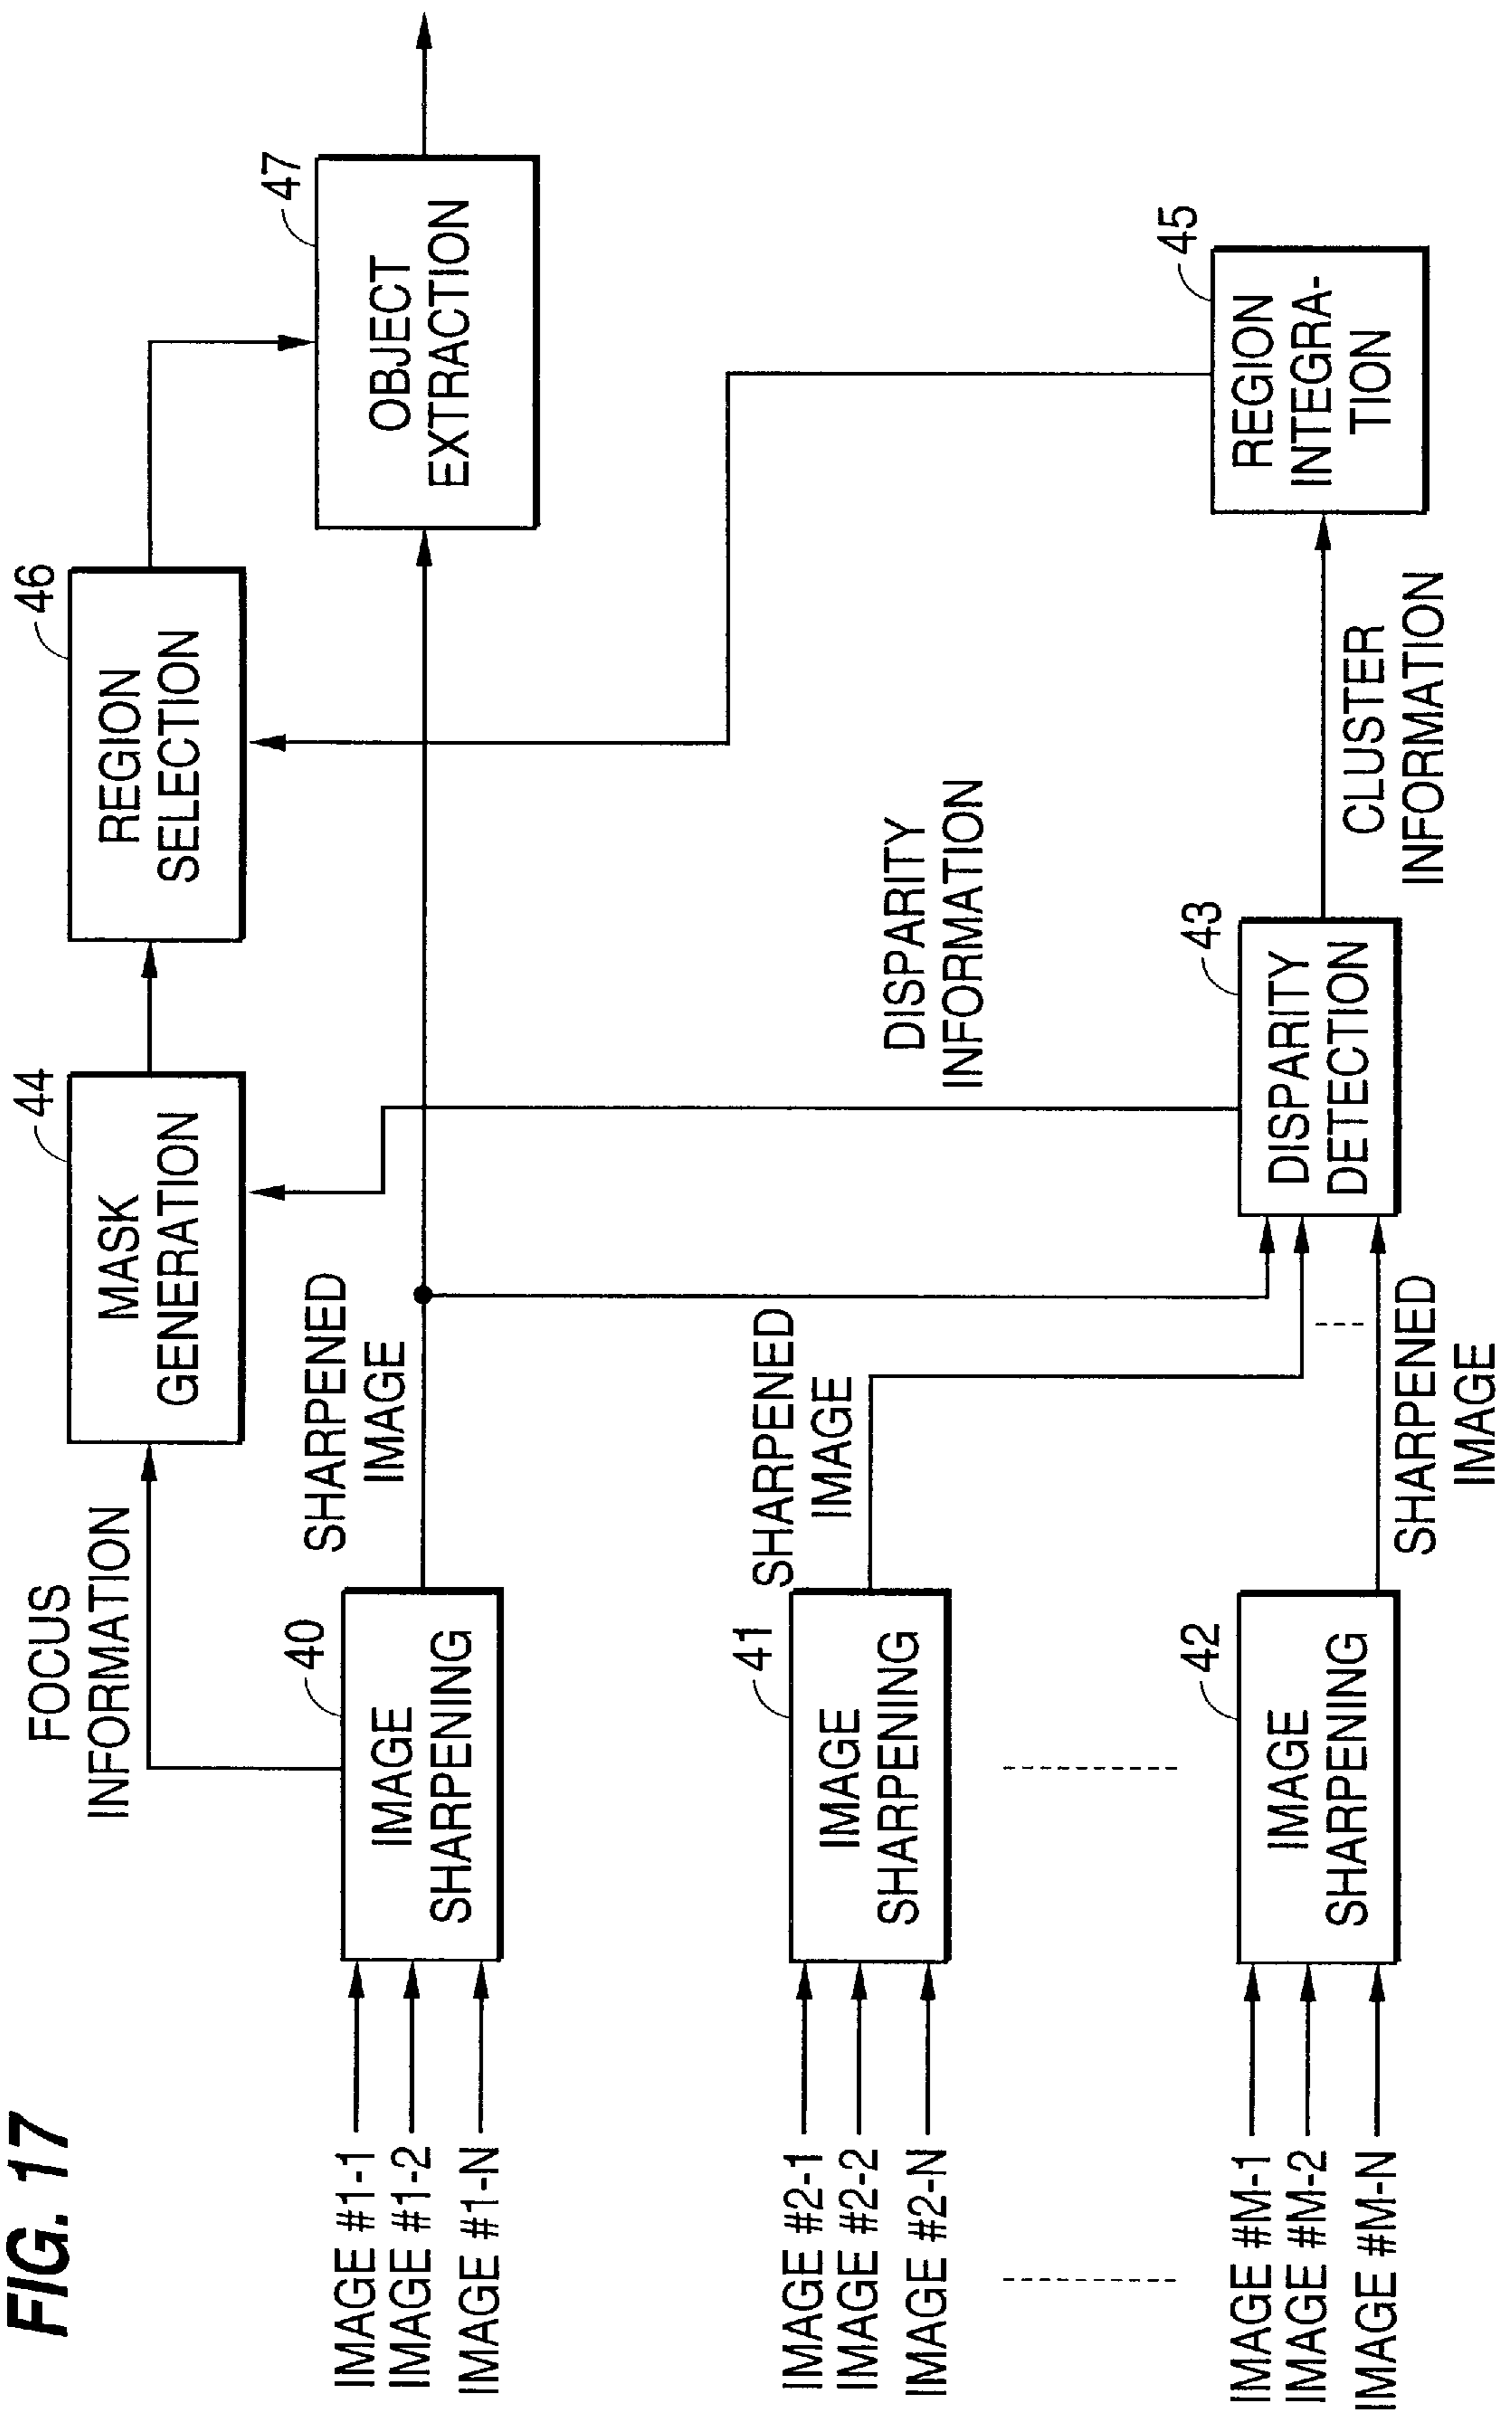 FIG. 17
FOCUS
INFORMATION
44
MASK
GENERATION
46
REGION
SELECTION
IMAGE #1-1
IMAGE #1-2
IMAGE #1-N
40
IMAGE
SHARPENING
SHARPENED
IMAGE
47
OBJECT
EXTRACTION
IMAGE #2-1
IMAGE #2-2
IMAGE #2-N
41
IMAGE
SHARPENING
SHARPENED
IMAGE
DISPARITY
INFORMATION
IMAGE #M-1
IMAGE #M-2
IMAGE #M-N
42
IMAGE
SHARPENING
SHARPENED
IMAGE
43
DISPARITY
DETECTION
CLUSTER
INFORMATION
45
REGION
INTEGRA-
TION